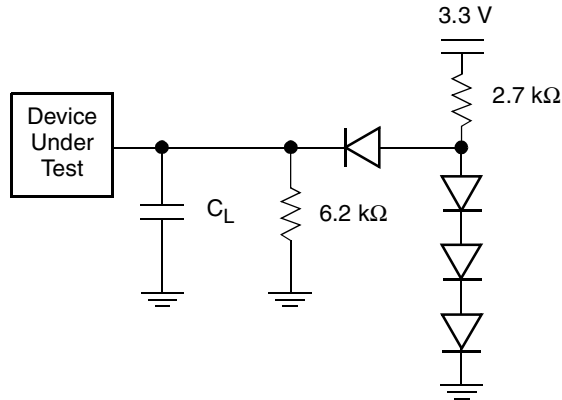 3.3 V
2.7 kΩ
Device
Under
Test
C_L
6.2 kΩ